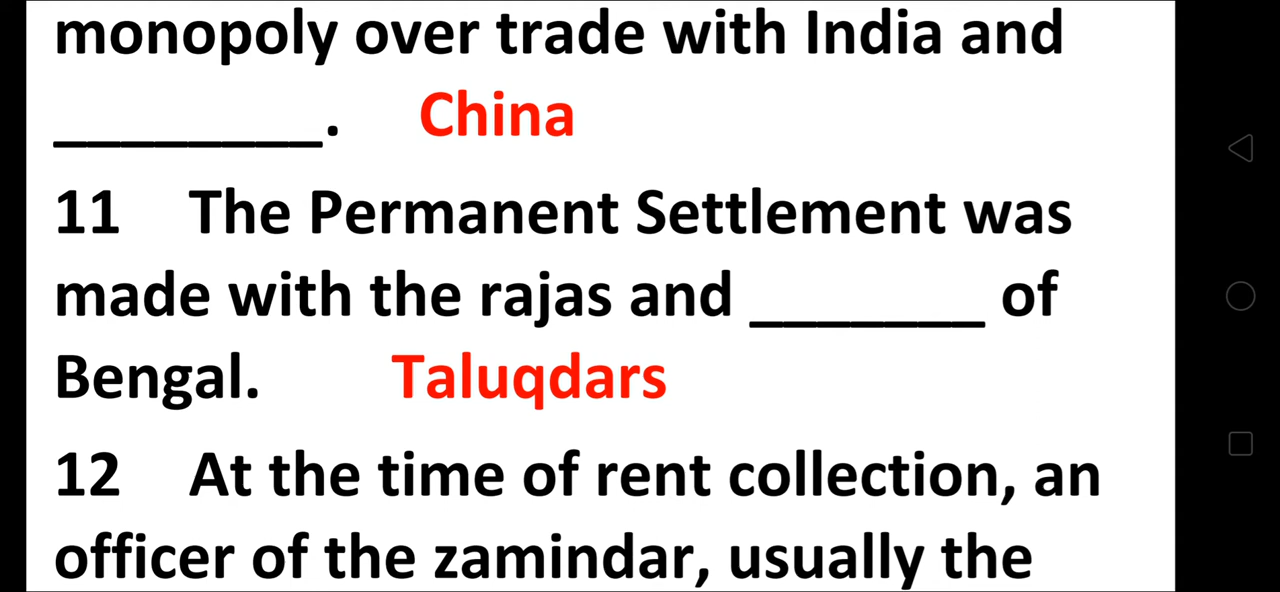 monopoly over trade with India and
________. China
11 The Permanent Settlement was
made with the rajas and _______ of
Bengal. Taluqdars
12 At the time of rent collection, an
officer of the zamindar, usually the